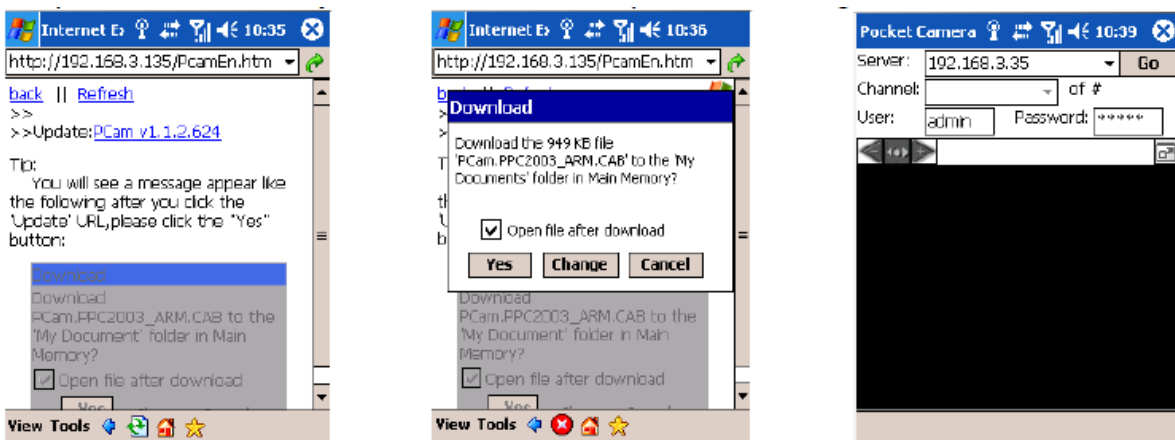 Internet Ex 10:35
http://192.168.3.135/PcamEn.htm
back || Refresh
>>
>>Update:PCam v1.1.2.624
Tip:
You will see a message appear like
the following after you click the
'Update' URL,please click the "Yes"
button:
Download
Download
PCam.PPC2003_ARM.CAB to the
'My Document' folder in Main
Memory?
Open file after download
Yes
View Tools
Internet Ex 10:36
http://192.168.3.135/PcamEn.htm
Download
Download the 949 KB file
'PCam.PPC2003_ARM.CAB' to the 'My
Documents' folder in Main Memory?
Open file after download
Yes Change Cancel
Download
PCam.PPC2003_ARM.CAB to the
'My Document' folder in Main
Memory?
Open file after download
Yes
View Tools
Pocket Camera 10:39
Server: 192.168.3.35 Go
Channel: of #
User: admin Password: *****